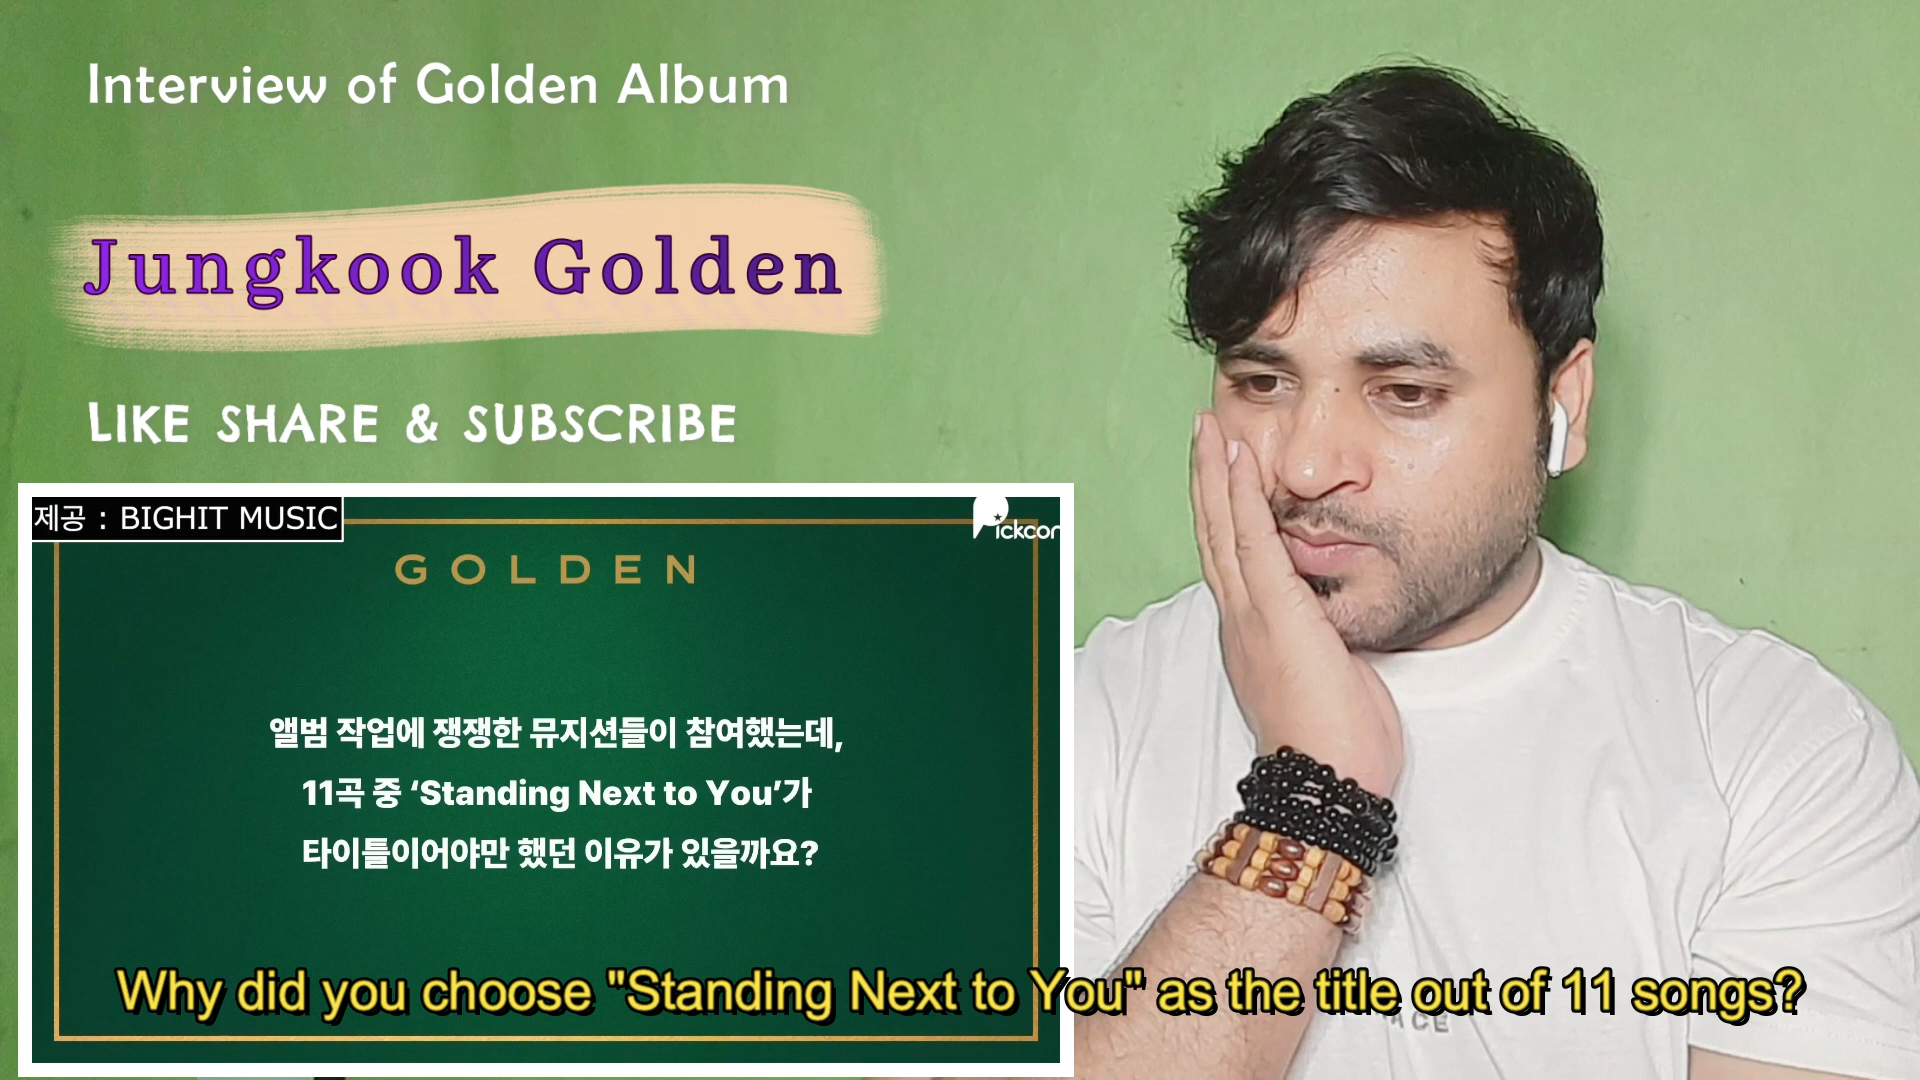 Interview of Golden Album
Jungkook Golden
LIKE SHARE & SUBSCRIBE
제공 : BIGHIT MUSIC
Pickcon
GOLDEN
앨범 작업에 쟁쟁한 뮤지션들이 참여했는데,
11곡 중 ‘Standing Next to You’가
타이틀이어야만 했던 이유가 있을까요?
Why did you choose "Standing Next to You" as the title out of 11 songs?